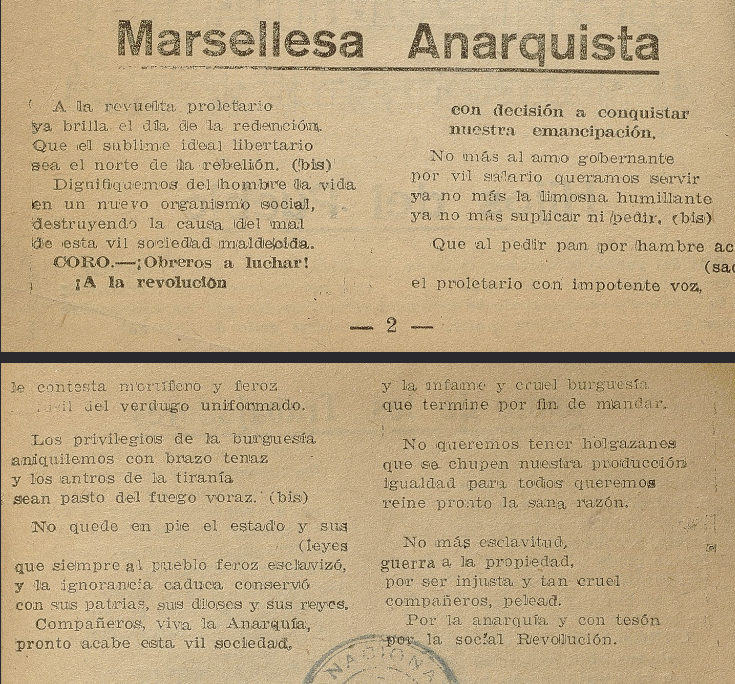 Marsellesa Anarquista
A la revuelta proletario
ya brilla el día de la redención.
Que el sublime ideal libertario
sea el norte de la rebelión. (bis)
Dignifiquemos del hombre la vida
en un nuevo organismo social,
destruyendo la causa del mal
de esta vil sociedad maldecida.
CORO.—¡Obreros a luchar!
¡A la revolución
con decisión a conquistar
nuestra emancipación.
No más al amo gobernante
por vil salario queramos servir
ya no más la limosna humillante
ya no más suplicar ni pedir. (bis)
Que al pedir pan por hambre ac
(sac
el proletario con impotente voz,
— 2 —
le contesta mortífero y feroz
del verdugo uniformado.
Los privilegios de la burguesía
aniquilemos con brazo tenaz
y los antros de la tiranía
sean pasto del fuego voraz. (bis)
No quede en pie el estado y sus
(leyes
que siempre al pueblo feroz esclavizó,
y la ignorancia caduca conservó
con sus patrias, sus dioses y sus reyes.
Compañeros, viva la Anarquía,
pronto acabe esta vil sociedad,
y la infame y cruel burguesía
que termine por fin de mandar.
No queremos tener holgazanes
que se chupen nuestra producción
igualdad para todos queremos
reine pronto la sana razón.
No más esclavitud,
guerra a la propiedad,
por ser injusta y tan cruel
compañeros, pelead.
Por la anarquía y con tesón
por la social Revolución.
NACIONA